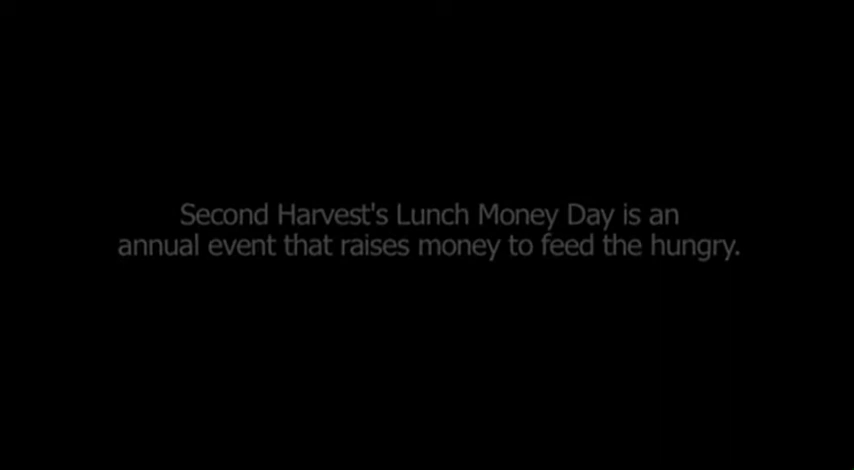 Second Harvest's Lunch Money Day is an
annual event that raises money to feed the hungry.